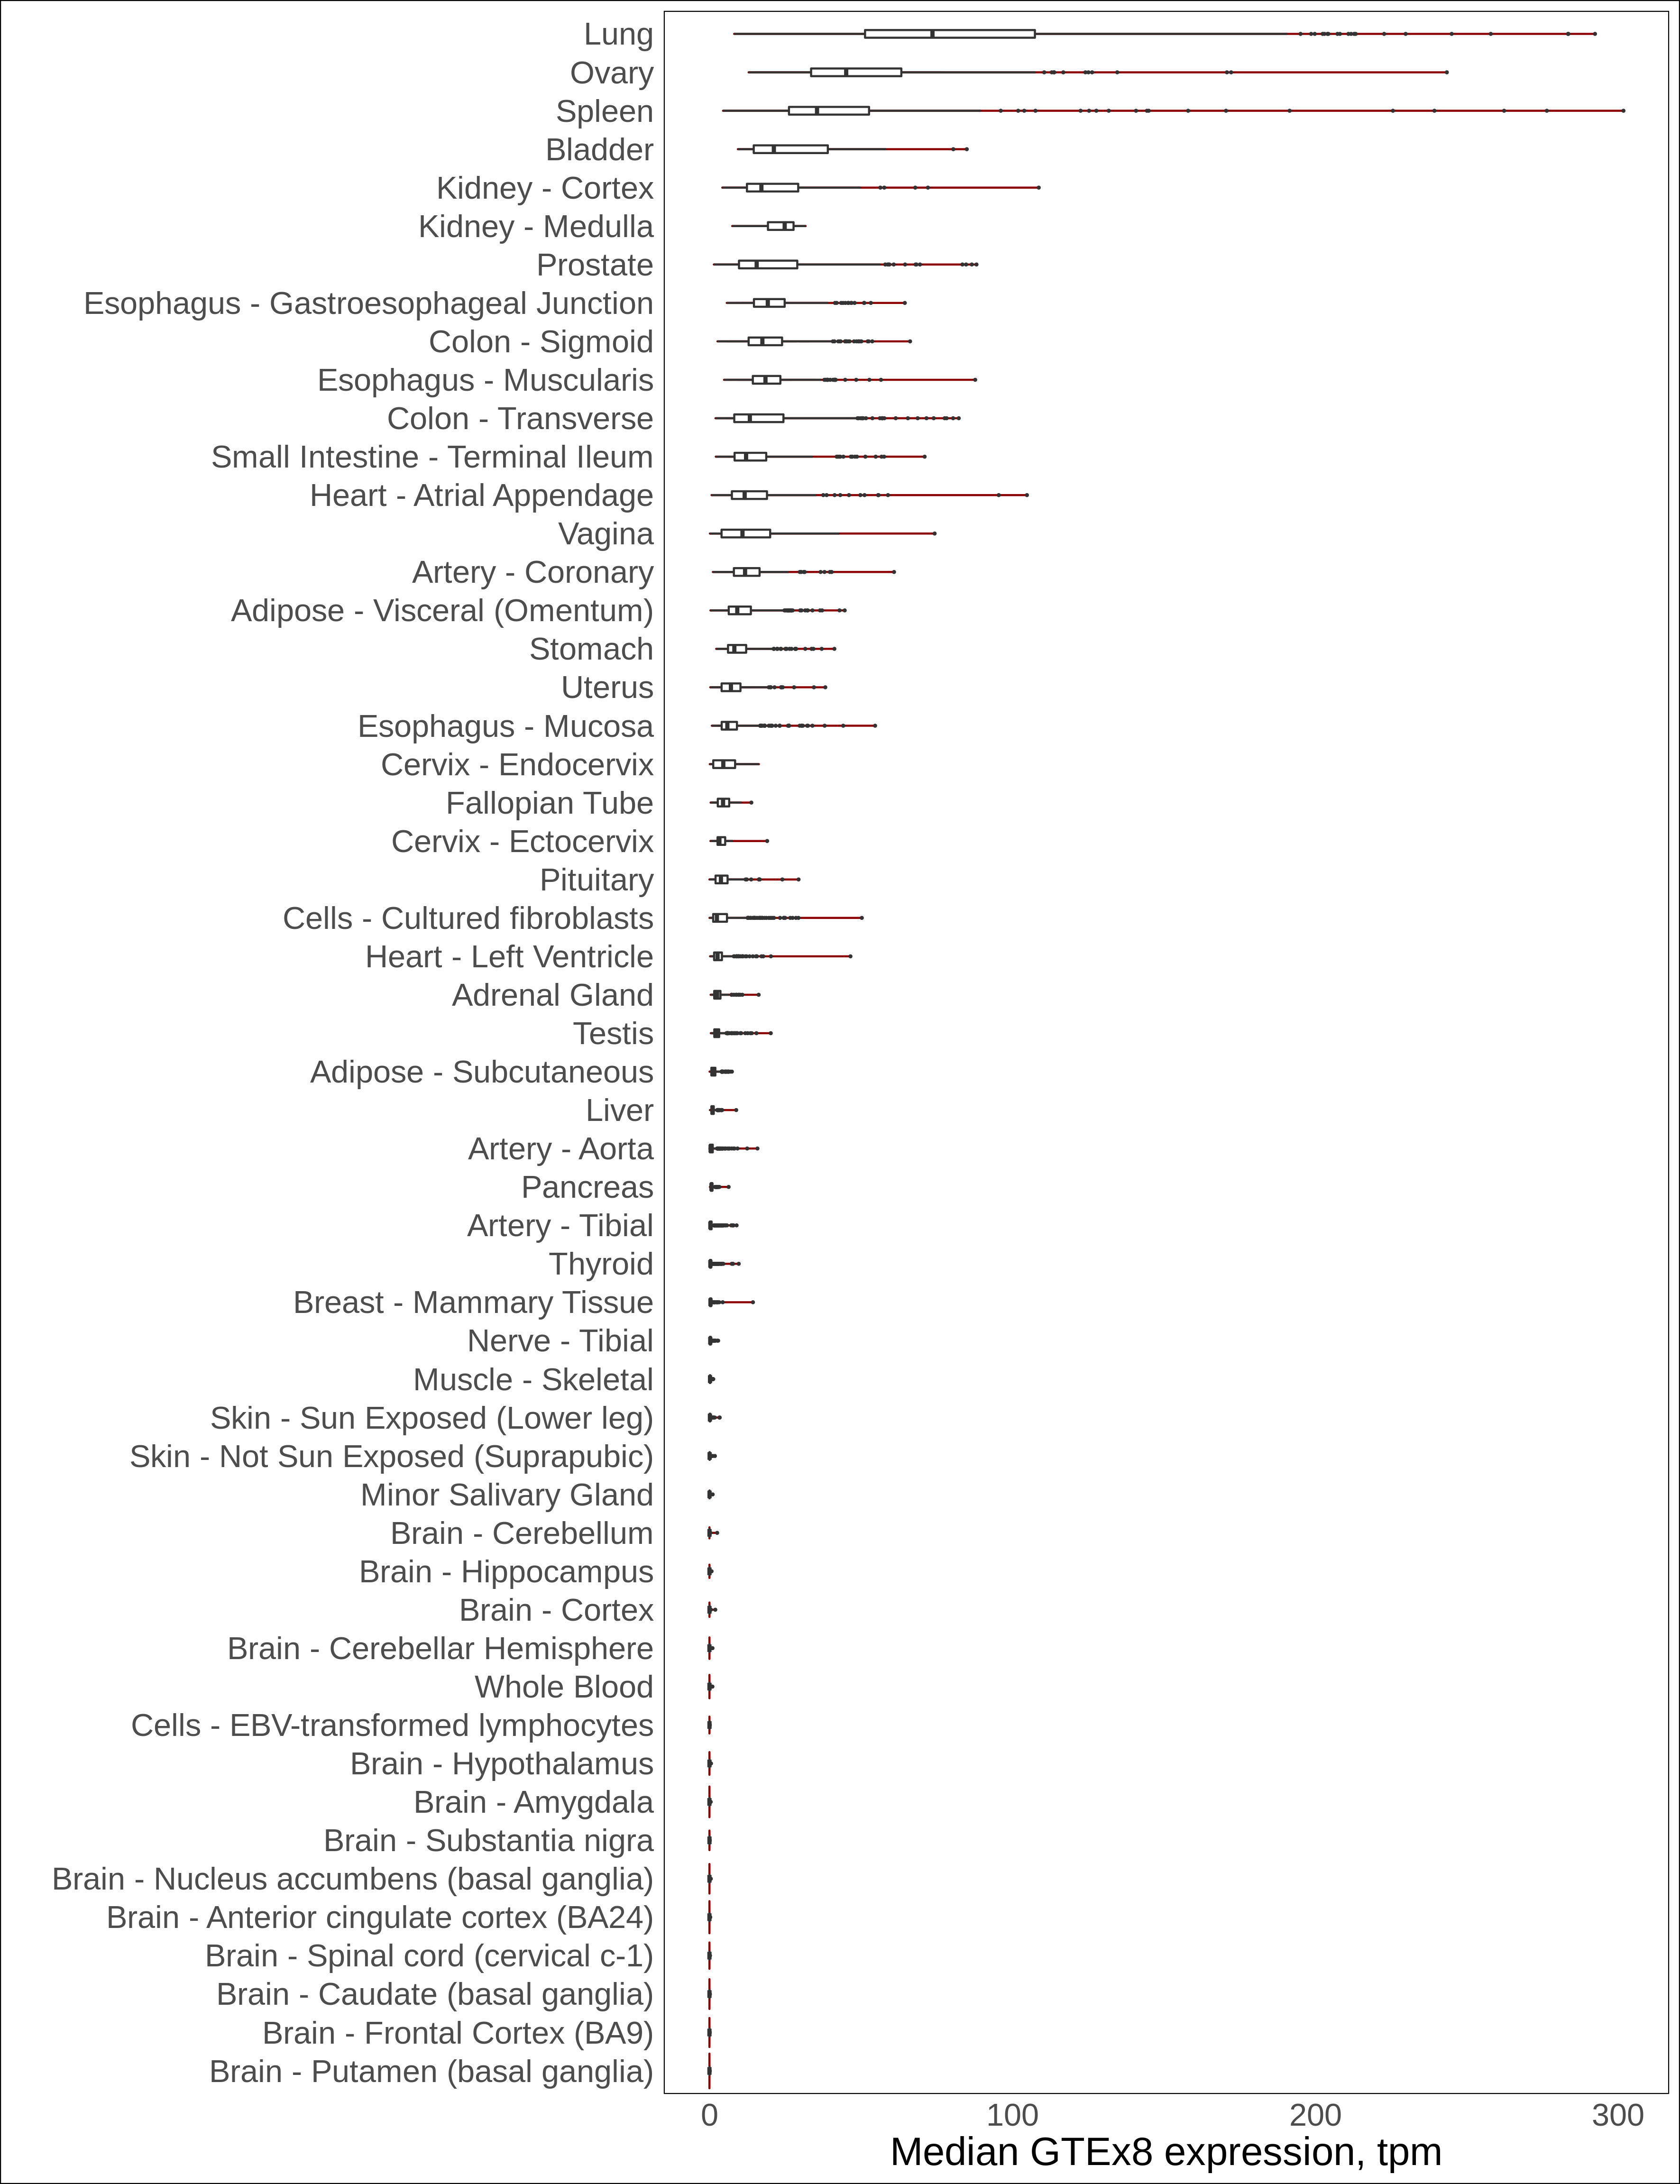 Lung
Ovary
Spleen
Bladder
Kidney - Cortex
Kidney - Medulla
Prostate
Esophagus - Gastroesophageal Junction
Colon - Sigmoid
Esophagus - Muscularis
Colon - Transverse
Small Intestine - Terminal Ileum
Heart - Atrial Appendage
Vagina
Artery - Coronary
Adipose - Visceral (Omentum)
Stomach
Uterus
Esophagus - Mucosa
Cervix - Endocervix
Fallopian Tube
Cervix - Ectocervix
Pituitary
Cells - Cultured fibroblasts
Heart - Left Ventricle
Adrenal Gland
Testis
Adipose - Subcutaneous
Liver
Artery - Aorta
Pancreas
Artery - Tibial
Thyroid
Breast - Mammary Tissue
Nerve - Tibial
Muscle - Skeletal
Skin - Sun Exposed (Lower leg)
Skin - Not Sun Exposed (Suprapubic)
Minor Salivary Gland
Brain - Cerebellum
Brain - Hippocampus
Brain - Cortex
Brain - Cerebellar Hemisphere
Whole Blood
Cells - EBV-transformed lymphocytes
Brain - Hypothalamus
Brain - Amygdala
Brain - Substantia nigra
Brain - Nucleus accumbens (basal ganglia)
Brain - Anterior cingulate cortex (BA24)
Brain - Spinal cord (cervical c-1)
Brain - Caudate (basal ganglia)
Brain - Frontal Cortex (BA9)
Brain - Putamen (basal ganglia)
0 100 200 300
Median GTEx8 expression, tpm